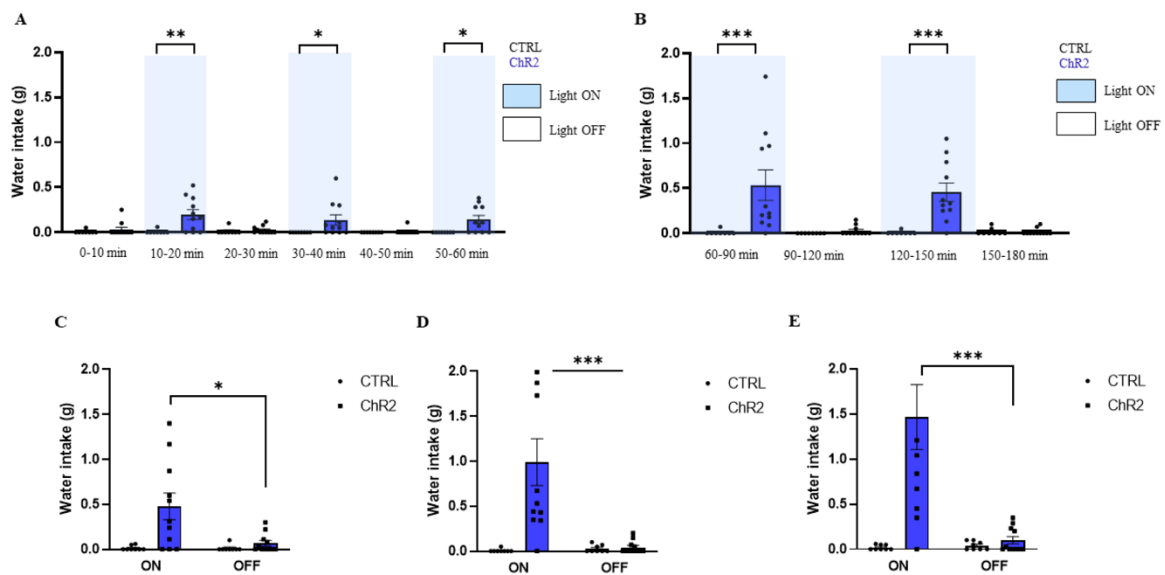 A
** * *
2.0
1.5
1.0
0.5
0.0
Water intake (g)
0-10 min 10-20 min 20-30 min 30-40 min 40-50 min 50-60 min
CTRL
ChR2
Light ON
Light OFF
B
*** ***
2.0
1.5
1.0
0.5
0.0
Water intake (g)
60-90 min 90-120 min 120-150 min 150-180 min
CTRL
ChR2
Light ON
Light OFF
C
*
2.0
1.5
1.0
0.5
0.0
Water intake (g)
ON OFF
CTRL
ChR2
D
***
2.0
1.5
1.0
0.5
0.0
Water intake (g)
ON OFF
CTRL
ChR2
E
***
2.0
1.5
1.0
0.5
0.0
Water intake (g)
ON OFF
CTRL
ChR2